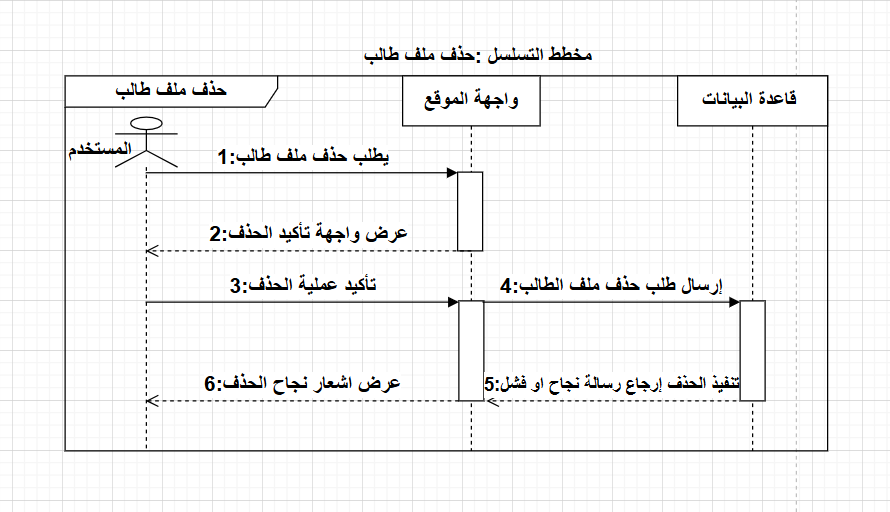 مخطط التسلسل :حذف ملف طالب
حذف ملف طالب
واجهة الموقع
قاعدة البيانات
المستخدم
1:يطلب حذف ملف طالب
2:عرض واجهة تأكيد الحذف
3:تأكيد عملية الحذف
4:إرسال طلب حذف ملف الطالب
5:تنفيذ الحذف إرجاع رسالة نجاح او فشل
6:عرض اشعار نجاح الحذف